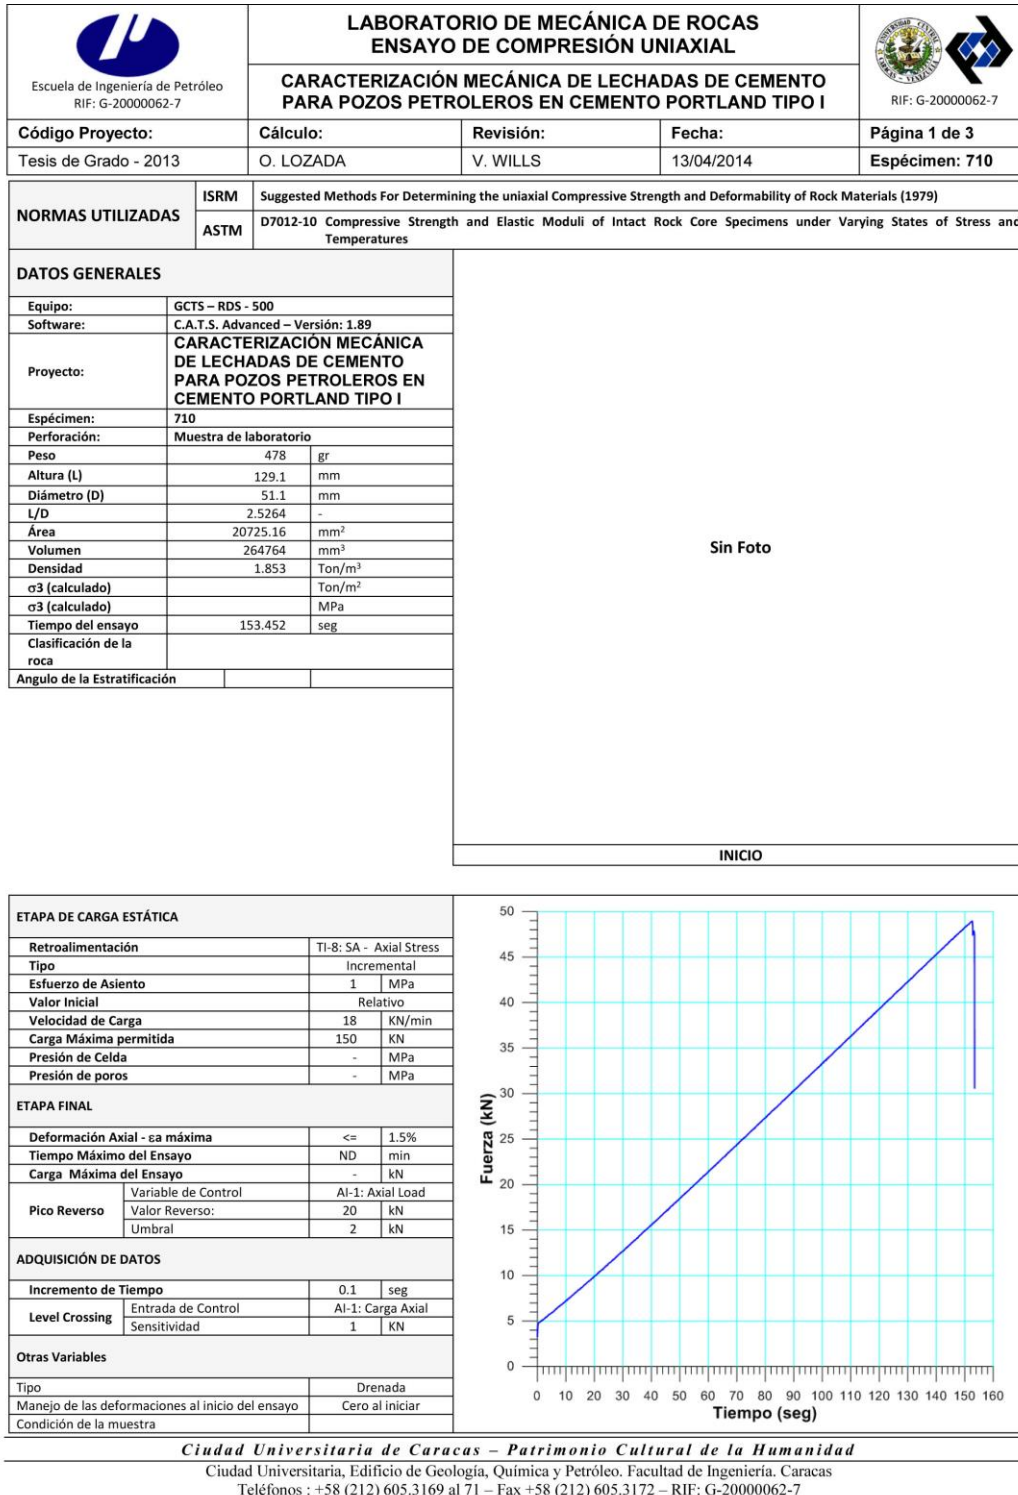 LABORATORIO DE MECÁNICA DE ROCAS
ENSAYO DE COMPRESIÓN UNIAXIAL
Escuela de Ingeniería de Petróleo
RIF: G-20000062-7
CARACTERIZACIÓN MECÁNICA DE LECHADAS DE CEMENTO
PARA POZOS PETROLEROS EN CEMENTO PORTLAND TIPO I
RIF: G-20000062-7
Código Proyecto: Cálculo: Revisión: Fecha: Página 1 de 3
Tesis de Grado - 2013 O. LOZADA V. WILLS 13/04/2014 Espécimen: 710
NORMAS UTILIZADAS
ISRM Suggested Methods For Determining the uniaxial Compressive Strength and Deformability of Rock Materials (1979)
ASTM D7012-10 Compressive Strength and Elastic Moduli of Intact Rock Core Specimens under Varying States of Stress and
Temperatures
DATOS GENERALES
Equipo: GCTS – RDS - 500
Software: C.A.T.S. Advanced – Versión: 1.89
Proyecto:
CARACTERIZACIÓN MECÁNICA
DE LECHADAS DE CEMENTO
PARA POZOS PETROLEROS EN
CEMENTO PORTLAND TIPO I
Espécimen: 710
Perforación: Muestra de laboratorio
Peso 478 gr
Altura (L) 129.1 mm
Diámetro (D) 51.1 mm
L/D 2.5264 -
Área 20725.16 mm²
Volumen 264764 mm³
Densidad 1.853 Ton/m³
σ3 (calculado) Ton/m²
σ3 (calculado) MPa
Tiempo del ensayo 153.452 seg
Clasificación de la
roca
Angulo de la Estratificación
Sin Foto
INICIO
ETAPA DE CARGA ESTÁTICA
Retroalimentación TI-8: SA - Axial Stress
Tipo Incremental
Esfuerzo de Asiento 1 MPa
Valor Inicial Relativo
Velocidad de Carga 18 KN/min
Carga Máxima permitida 150 KN
Presión de Celda - MPa
Presión de poros - MPa
ETAPA FINAL
Deformación Axial - εa máxima <= 1.5%
Tiempo Máximo del Ensayo ND min
Carga Máxima del Ensayo - kN
Pico Reverso
Variable de Control AI-1: Axial Load
Valor Reverso: 20 kN
Umbral 2 kN
ADQUISICIÓN DE DATOS
Incremento de Tiempo 0.1 seg
Level Crossing
Entrada de Control AI-1: Carga Axial
Sensitividad 1 KN
Otras Variables
Tipo Drenada
Manejo de las deformaciones al inicio del ensayo Cero al iniciar
Condición de la muestra
50
45
40
35
30
25
20
15
10
5
0
Fuerza (kN)
0 10 20 30 40 50 60 70 80 90 100 110 120 130 140 150 160
Tiempo (seg)
Ciudad Universitaria de Caracas – Patrimonio Cultural de la Humanidad
Ciudad Universitaria, Edificio de Geología, Química y Petróleo. Facultad de Ingeniería. Caracas
Teléfonos : +58 (212) 605.3169 al 71 – Fax +58 (212) 605.3172 – RIF: G-20000062-7